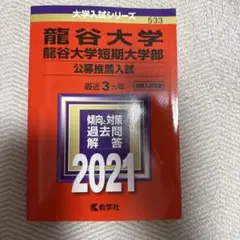 大学入試シリーズ
533
龍谷大学
龍谷大学短期大学部
公募推薦入試
最近3カ年
傾向と対策
過去問
解答
2021
教学社